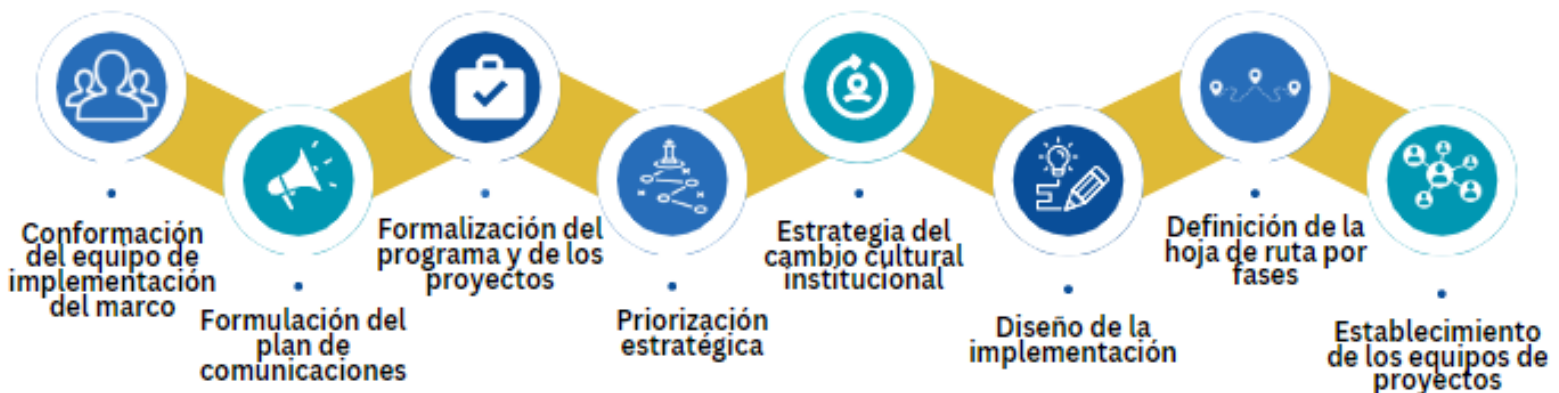 Conformación
del equipo de
implementación
del marco
Formulación del
plan de
comunicaciones
Formalización del
programa y de los
proyectos
Priorización
estratégica
Estrategia del
cambio cultural
institucional
Diseño de la
implementación
Definición de la
hoja de ruta por
fases
Establecimiento
de los equipos de
proyectos